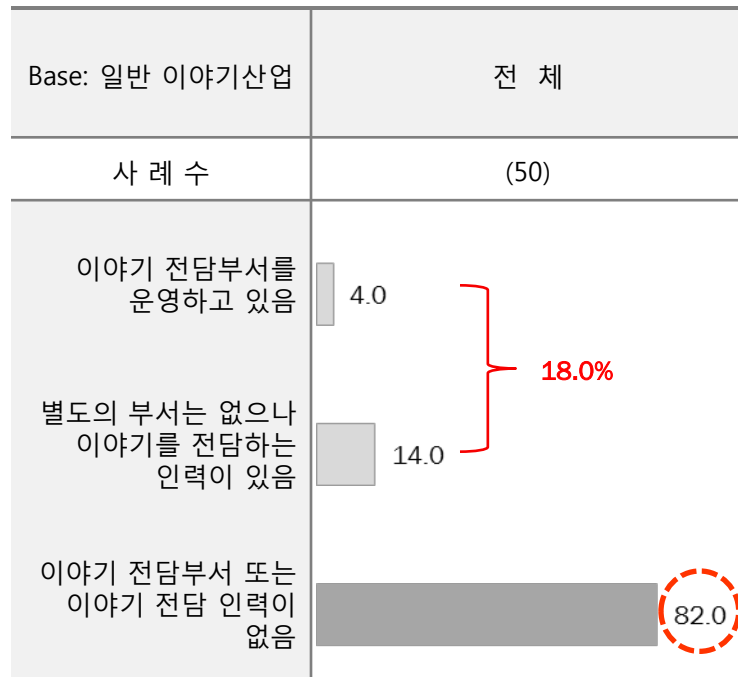 Base: 일반 이야기산업
전 체
사 례 수
(50)
이야기 전담부서를
운영하고 있음
4.0
18.0%
별도의 부서는 없으나
이야기를 전담하는
인력이 있음
14.0
이야기 전담부서 또는
이야기 전담 인력이
없음
82.0